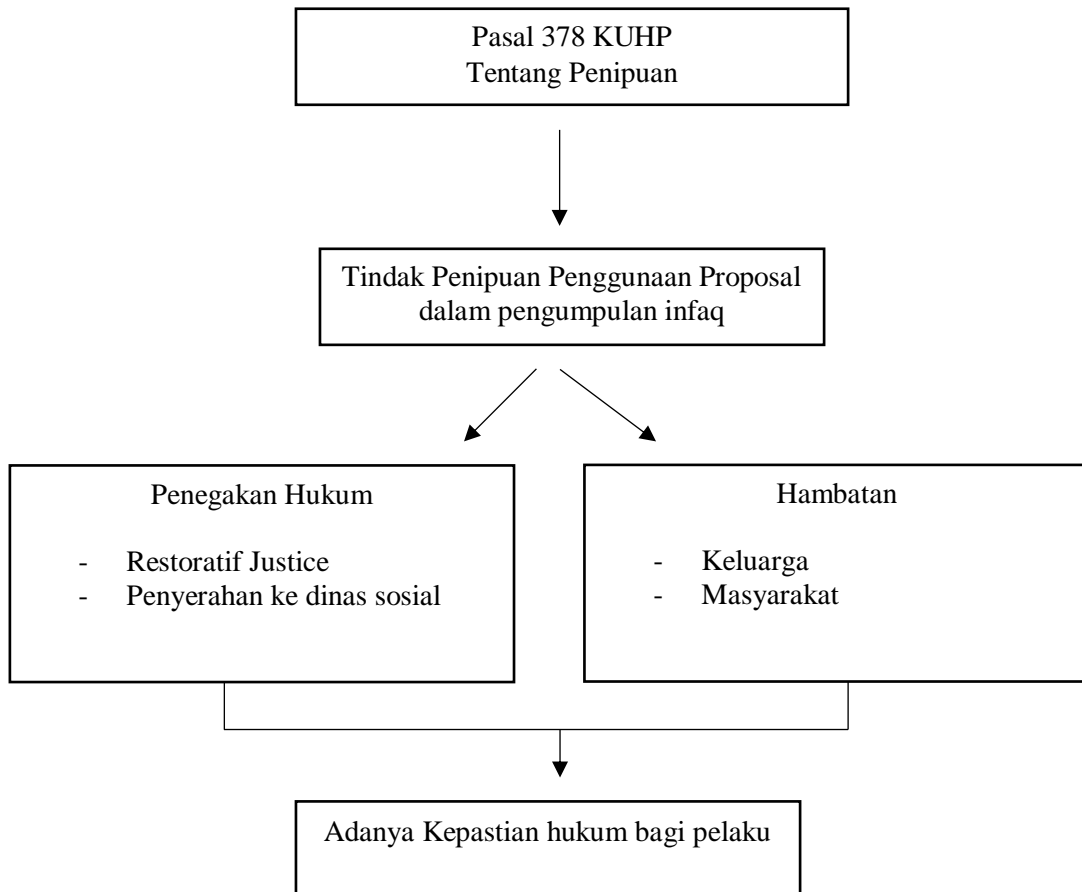 Pasal 378 KUHP
Tentang Penipuan
Tindak Penipuan Penggunaan Proposal
dalam pengumpulan infaq
Penegakan Hukum
- Restoratif Justice
- Penyerahan ke dinas sosial
Hambatan
- Keluarga
- Masyarakat
Adanya Kepastian hukum bagi pelaku